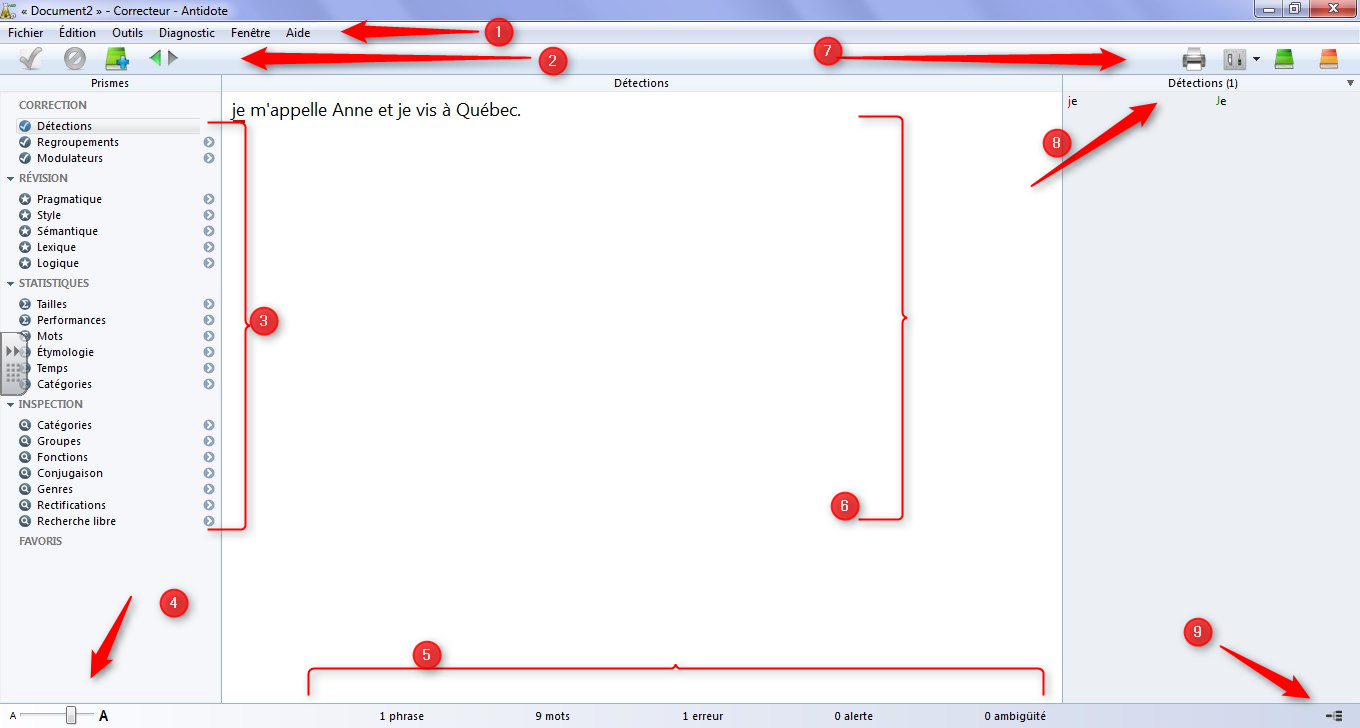 « Document2 » - Correcteur - Antidote
Fichier Édition Outils Diagnostic Fenêtre Aide
1
2
7
Prismes
Détections
Détections (1)
CORRECTION
Détections
Regroupements
Modulateurs
RÉVISION
Pragmatique
Style
Sémantique
Lexique
Logique
STATISTIQUES
Tailles
Performances
Mots
Étymologie
Temps
Catégories
INSPECTION
Catégories
Groupes
Fonctions
Conjugaison
Genres
Rectifications
Recherche libre
FAVORIS
3
4
je m'appelle Anne et je vis à Québec.
6
5
je Je
8
9
A A
1 phrase 9 mots 1 erreur 0 alerte 0 ambigüité